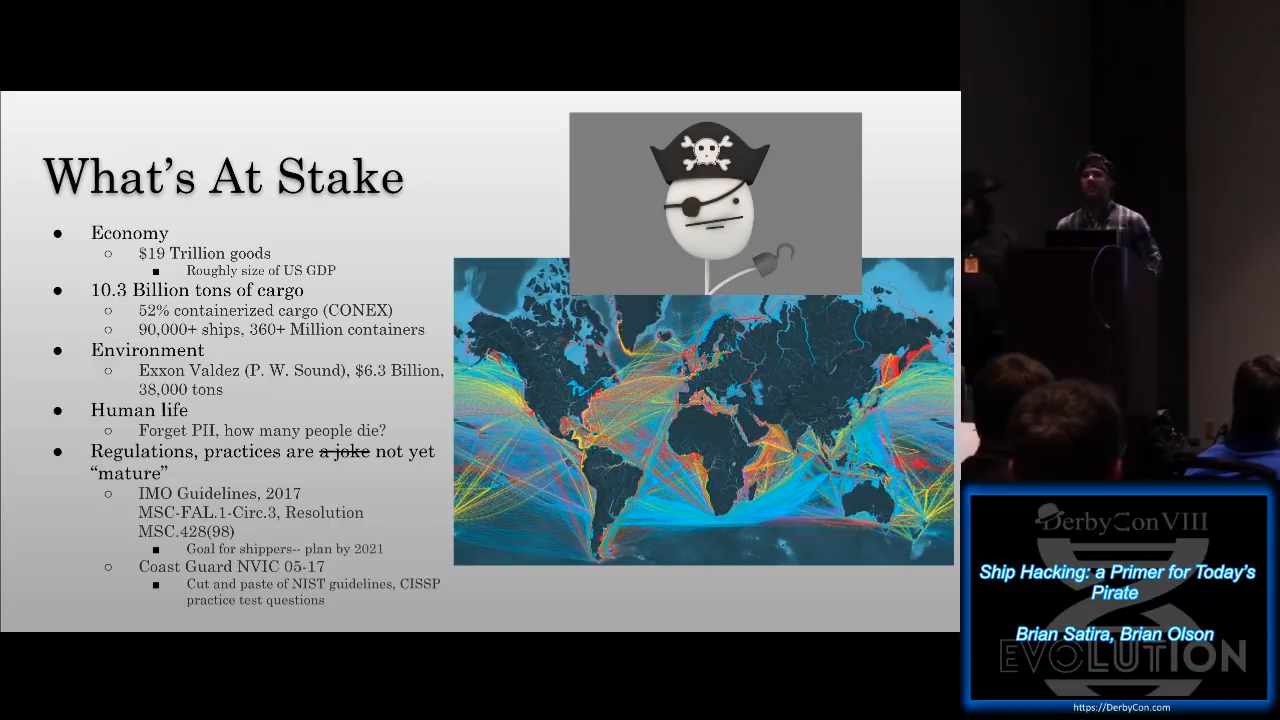 What's At Stake
● Economy
○ $19 Trillion goods
■ Roughly size of US GDP
● 10.3 Billion tons of cargo
○ 52% containerized cargo (CONEX)
○ 90,000+ ships, 360+ Million containers
● Environment
○ Exxon Valdez (P. W. Sound), $6.3 Billion,
38,000 tons
● Human life
○ Forget PII, how many people die?
● Regulations, practices are a joke not yet
“mature”
○ IMO Guidelines, 2017
MSC-FAL.1-Circ.3, Resolution
MSC.428(98)
■ Goal for shippers-- plan by 2021
○ Coast Guard NVIC 05-17
■ Cut and paste of NIST guidelines, CISSP
practice test questions
DerbyCon VIII
Ship Hacking: a Primer for Today's
Pirate
Brian Satira, Brian Olson
EVOLUTION
https://DerbyCon.com